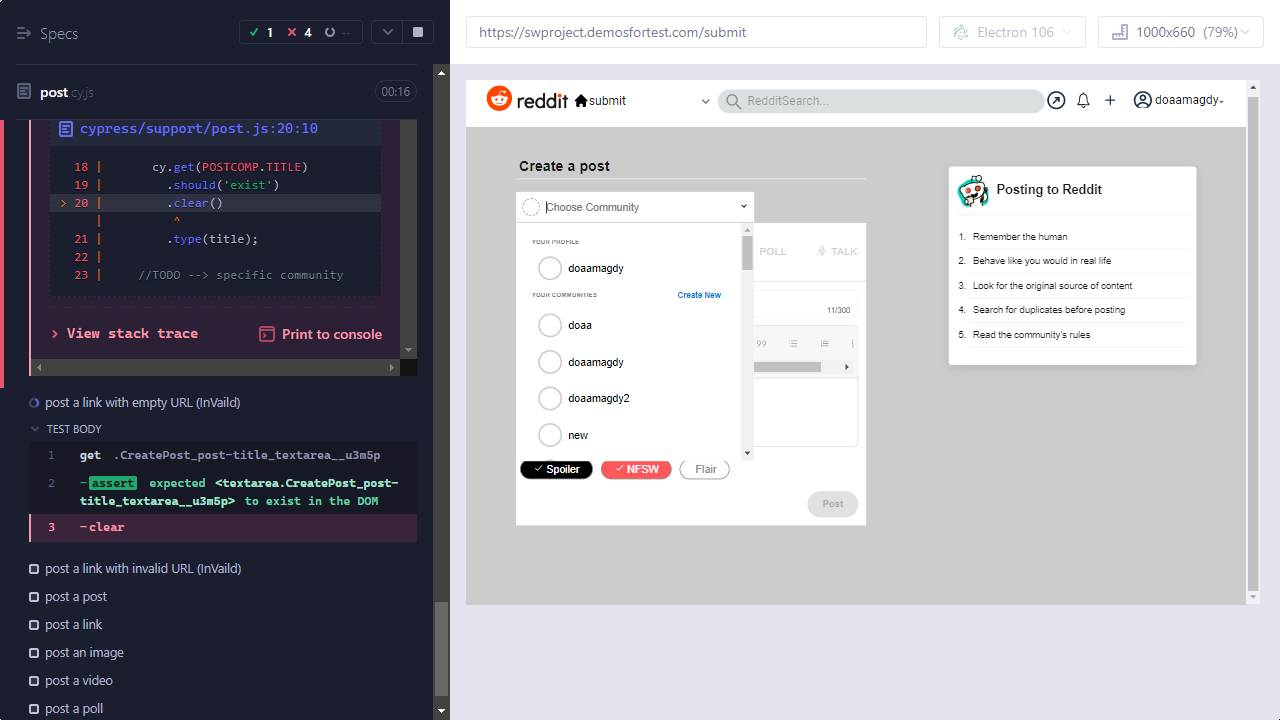 Specs
1 4 --
post cy.js 00:16
cypress/support/post.js:20:10
18 | cy.get(POSTCOMP.TITLE)
19 | .should('exist')
> 20 | .clear()
| ^
21 | .type(title);
22 |
23 | //TODO --> specific community
> View stack trace
Print to console
post a link with empty URL (InVaild)
TEST BODY
1 get .CreatePost_post-title_textarea__u3m5p
2 -assert expected <textarea.CreatePost_post-
title_textarea__u3m5p> to exist in the DOM
3 -clear
post a link with invalid URL (InVaild)
post a post
post a link
post an image
post a video
post a poll
https://swproject.demosfortest.com/submit
Electron 106
1000x660 (79%)
reddit submit
RedditSearch...
doaamagdy
Create a post
Choose Community
YOUR PROFILE
doaamagdy
YOUR COMMUNITIES Create New
doaa
doaamagdy
doaamagdy2
new
POLL
TALK
11/300
99
Spoiler
NFSW
Flair
Post
Posting to Reddit
1. Remember the human
2. Behave like you would in real life
3. Look for the original source of content
4. Search for duplicates before posting
5. Read the community's rules